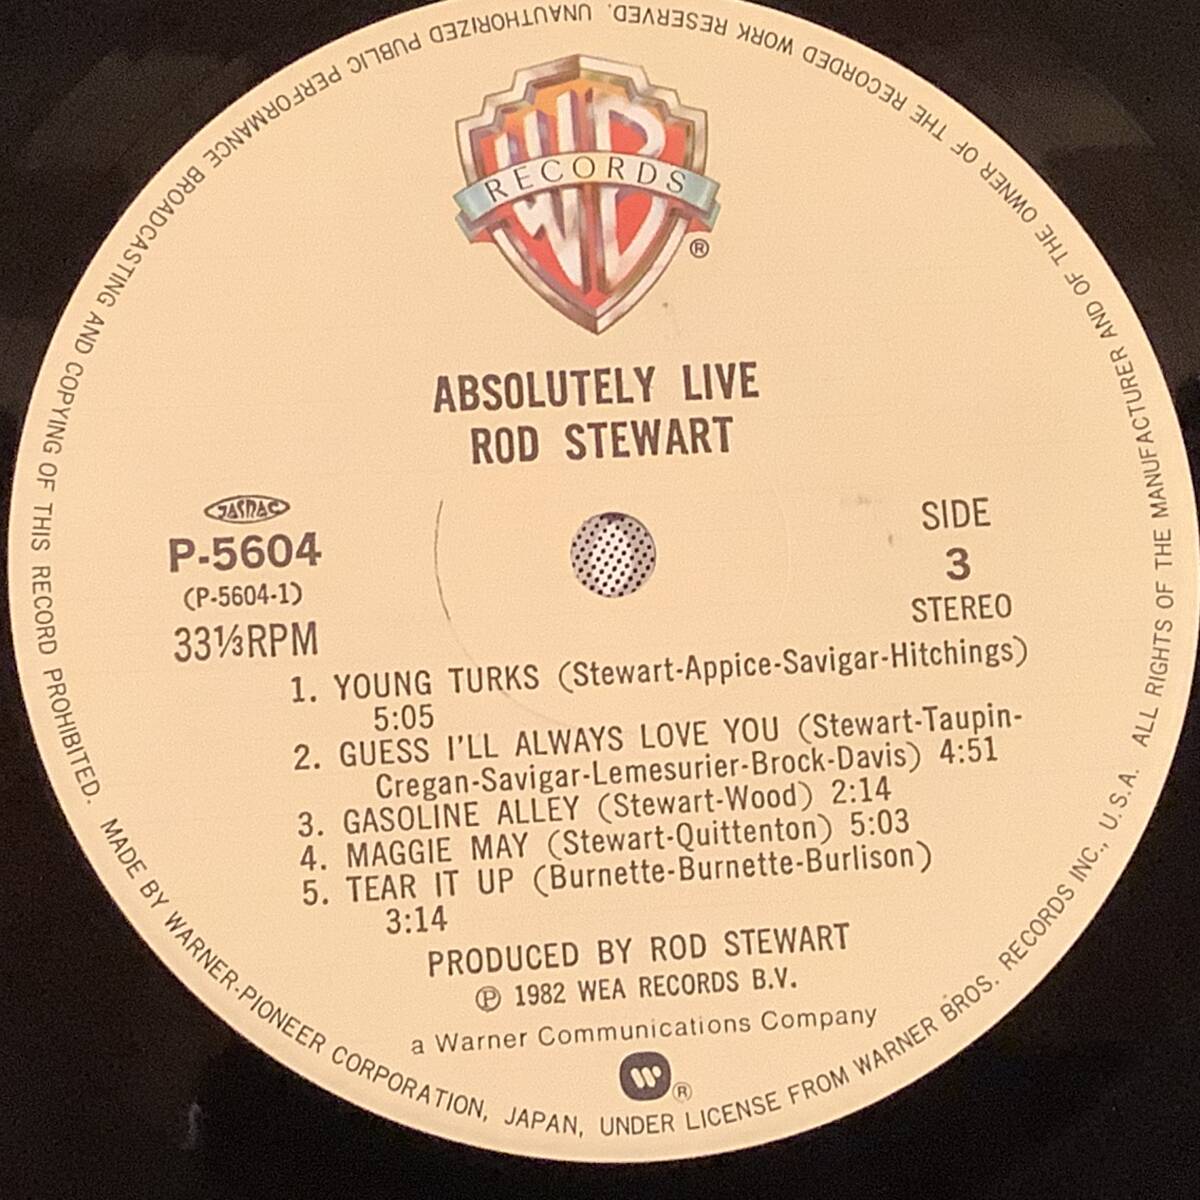 WB
RECORDS
®
ABSOLUTELY LIVE
ROD STEWART
JASRAC
P-5604
(P-5604-1)
33⅓RPM
SIDE
3
STEREO
1. YOUNG TURKS (Stewart-Appice-Savigar-Hitchings)
5:05
2. GUESS I'LL ALWAYS LOVE YOU (Stewart-Taupin-
Cregan-Savigar-Lemesurier-Brock-Davis) 4:51
3. GASOLINE ALLEY (Stewart-Wood) 2:14
4. MAGGIE MAY (Stewart-Quittenton) 5:03
5. TEAR IT UP (Burnette-Burnette-Burlison)
3:14
PRODUCED BY ROD STEWART
Ⓟ 1982 WEA RECORDS B.V.
a Warner Communications Company
®
MADE BY WARNER-PIONEER CORPORATION, JAPAN, UNDER LICENSE FROM WARNER BROS. RECORDS INC., U.S.A. ALL RIGHTS OF THE MANUFACTURER AND OF THE OWNER OF THE RECORDED WORK RESERVED. UNAUTHORIZED PUBLIC PERFORMANCE BROADCASTING AND COPYING OF THIS RECORD PROHIBITED.